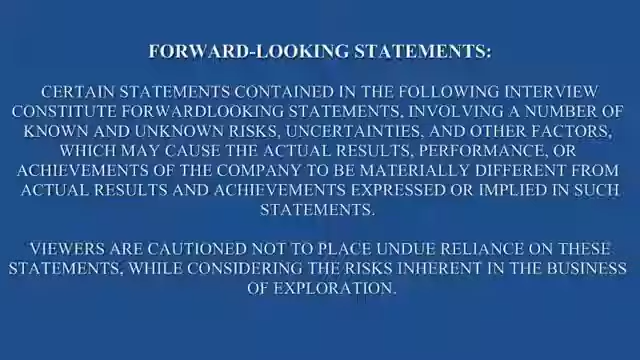 FORWARD-LOOKING STATEMENTS:
CERTAIN STATEMENTS CONTAINED IN THE FOLLOWING INTERVIEW
CONSTITUTE FORWARDLOOKING STATEMENTS, INVOLVING A NUMBER OF
KNOWN AND UNKNOWN RISKS, UNCERTAINTIES, AND OTHER FACTORS,
WHICH MAY CAUSE THE ACTUAL RESULTS, PERFORMANCE, OR
ACHIEVEMENTS OF THE COMPANY TO BE MATERIALLY DIFFERENT FROM
ACTUAL RESULTS AND ACHIEVEMENTS EXPRESSED OR IMPLIED IN SUCH
STATEMENTS.
VIEWERS ARE CAUTIONED NOT TO PLACE UNDUE RELIANCE ON THESE
STATEMENTS, WHILE CONSIDERING THE RISKS INHERENT IN THE BUSINESS
OF EXPLORATION.